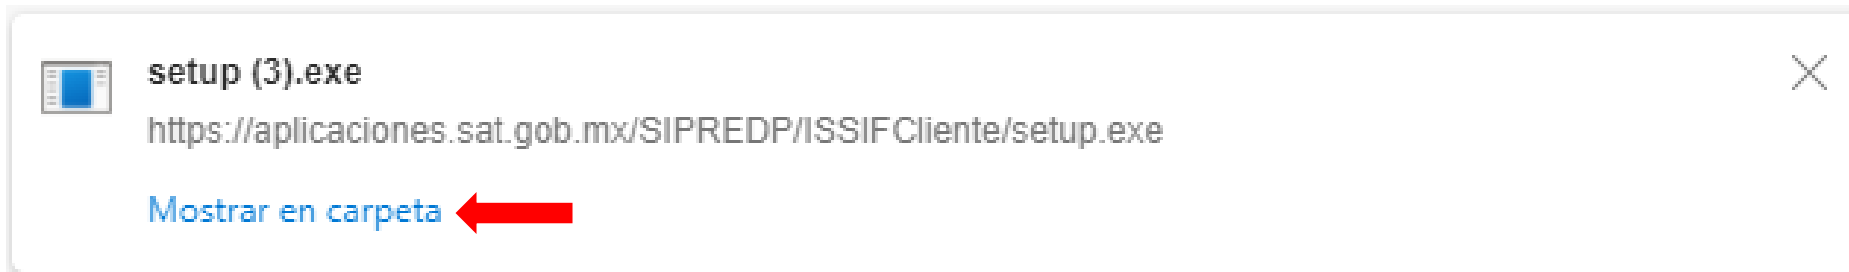 setup (3).exe
https://aplicaciones.sat.gob.mx/SIPREDP/ISSIFCliente/setup.exe
Mostrar en carpeta